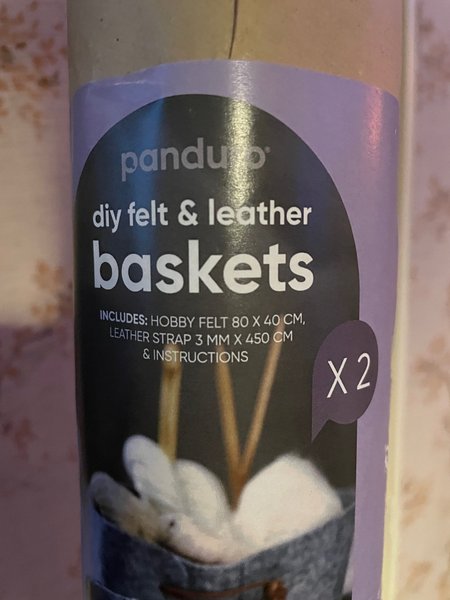 panduro
diy felt & leather
baskets
INCLUDES: HOBBY FELT 80 X 40 CM,
LEATHER STRAP 3 MM X 450 CM
& INSTRUCTIONS
X 2